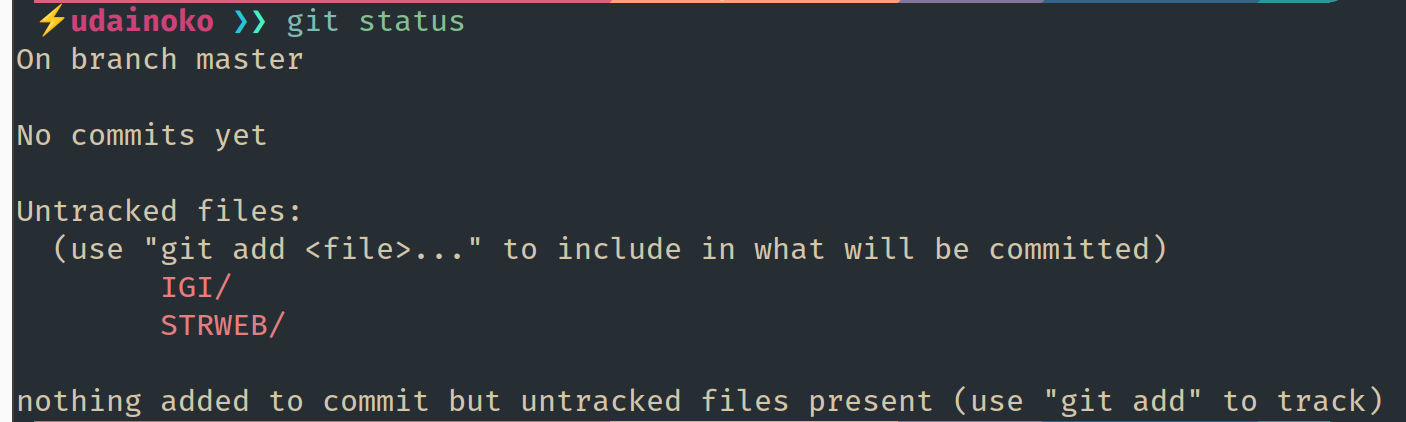 ⚡udainoko ❯❯ git status
On branch master
No commits yet
Untracked files:
(use "git add <file>..." to include in what will be committed)
IGI/
STRWEB/
nothing added to commit but untracked files present (use "git add" to track)